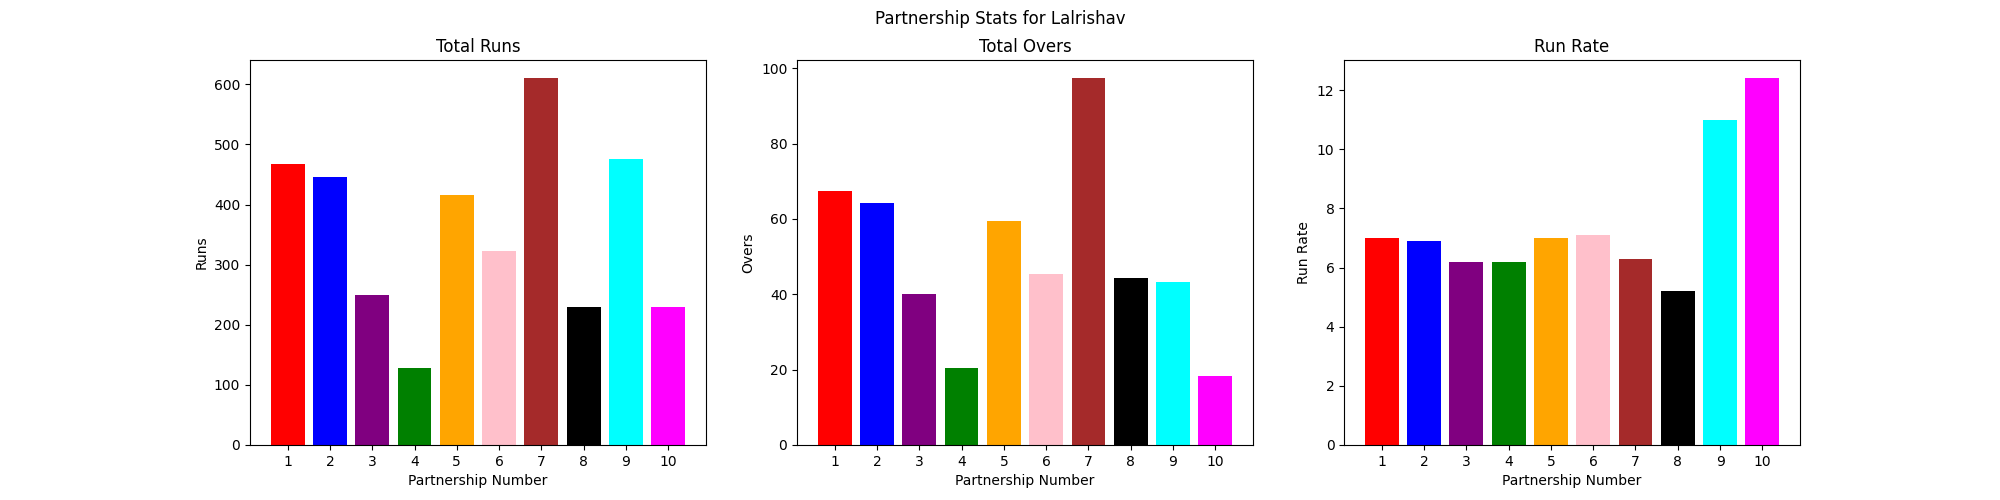 Partnership Stats for Lalrishav
Total Runs
Runs
600
500
400
300
200
100
0
1 2 3 4 5 6 7 8 9 10
Partnership Number
Total Overs
Overs
100
80
60
40
20
0
1 2 3 4 5 6 7 8 9 10
Partnership Number
Run Rate
Run Rate
12
10
8
6
4
2
0
1 2 3 4 5 6 7 8 9 10
Partnership Number